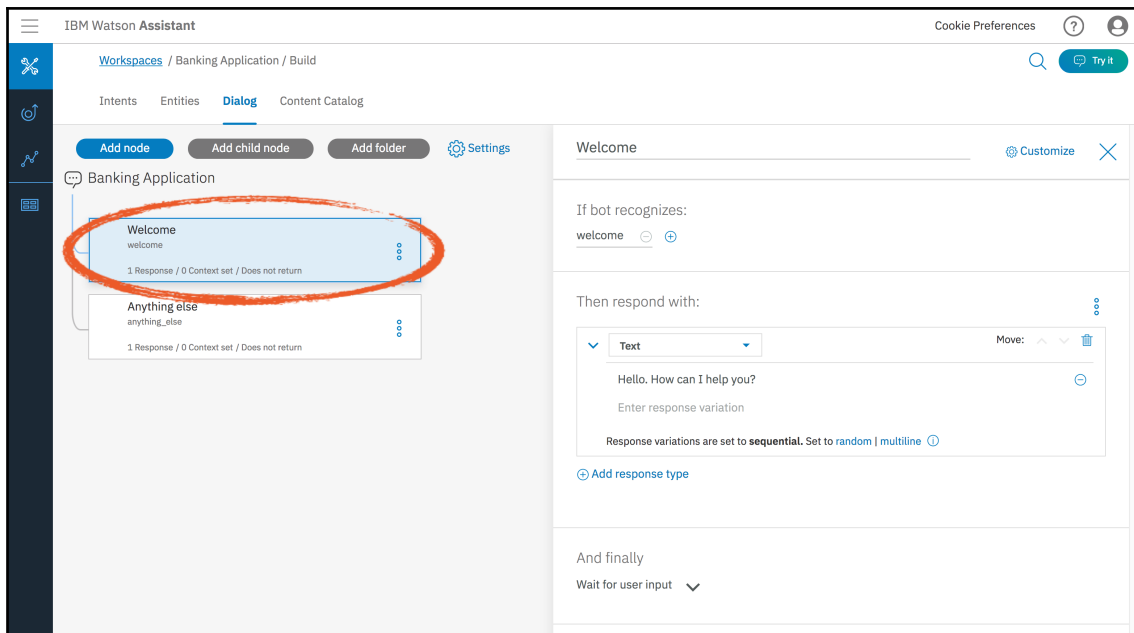 IBM Watson Assistant
Cookie Preferences
?
Workspaces / Banking Application / Build
Try it
Intents Entities Dialog Content Catalog
Add node Add child node Add folder Settings
Banking Application
Welcome
welcome
1 Response / 0 Context set / Does not return
Anything else
anything_else
1 Response / 0 Context set / Does not return
Welcome
Customize
If bot recognizes:
welcome
Then respond with:
Text
Move:
Hello. How can I help you?
Enter response variation
Response variations are set to sequential. Set to random | multiline
Add response type
And finally
Wait for user input